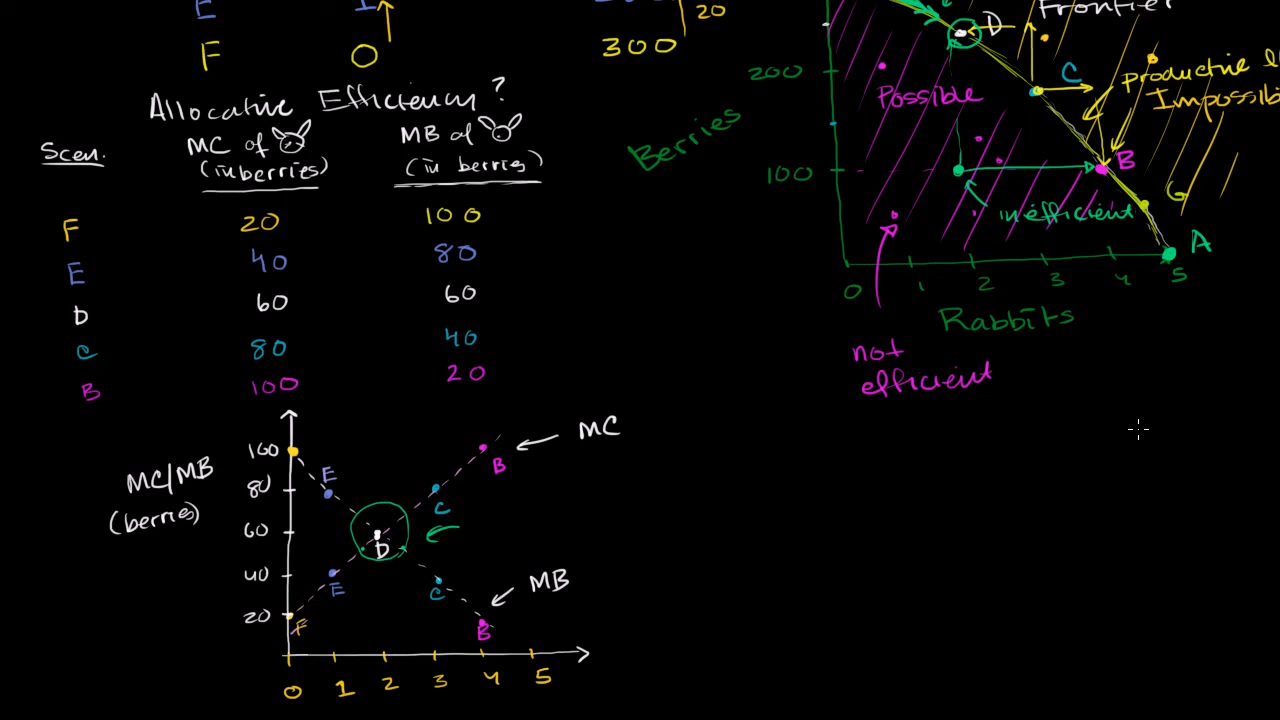 E 1
20
F 0 300
Allocative Efficiency?
Scen. MC of (in berries) MB of (in berries)
F 20 100
E 40 80
D 60 60
C 80 40
B 100 20
MC/MB
(berries)
100
80
60
40
20
E
D
E
F
C
B
C
B
MC
MB
0 1 2 3 4 5
Frontier
D
C
Productive
Impossib
200
Possible
Berries
100
B
G
inefficient
A
0 1 2 3 4 5
Rabbits
not
efficient